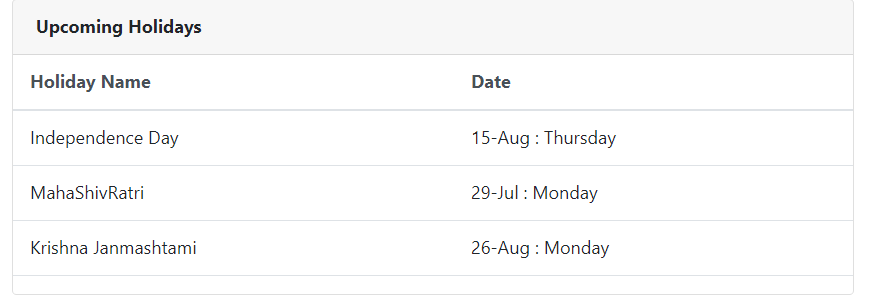 Upcoming Holidays
Holiday Name Date
Independence Day 15-Aug : Thursday
MahaShivRatri 29-Jul : Monday
Krishna Janmashtami 26-Aug : Monday